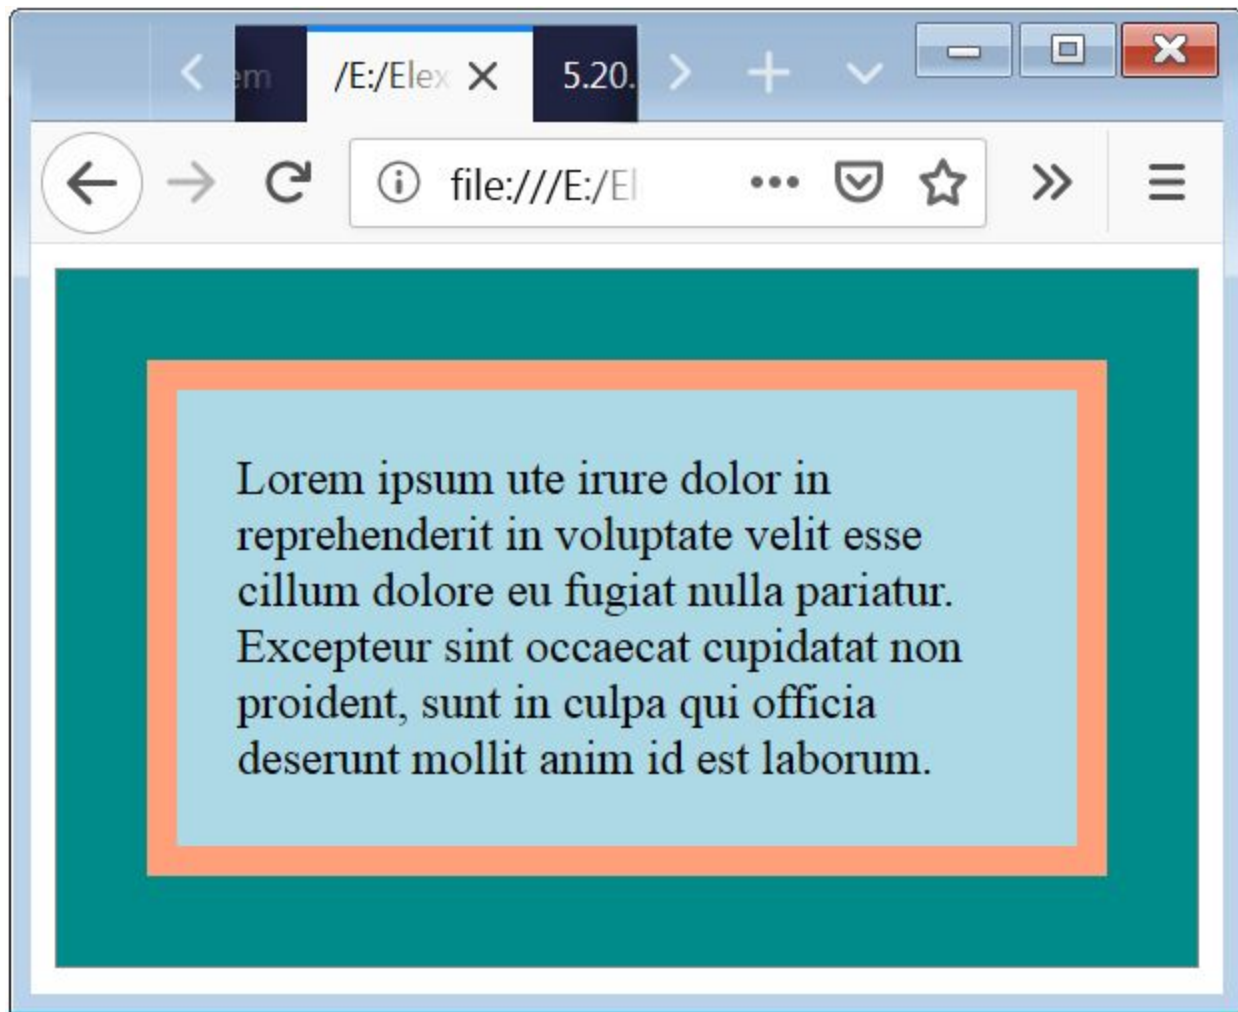 em
/E:/Elex
5.20.
file:///E:/El
Lorem ipsum ute irure dolor in
reprehenderit in voluptate velit esse
cillum dolore eu fugiat nulla pariatur.
Excepteur sint occaecat cupidatat non
proident, sunt in culpa qui officia
deserunt mollit anim id est laborum.